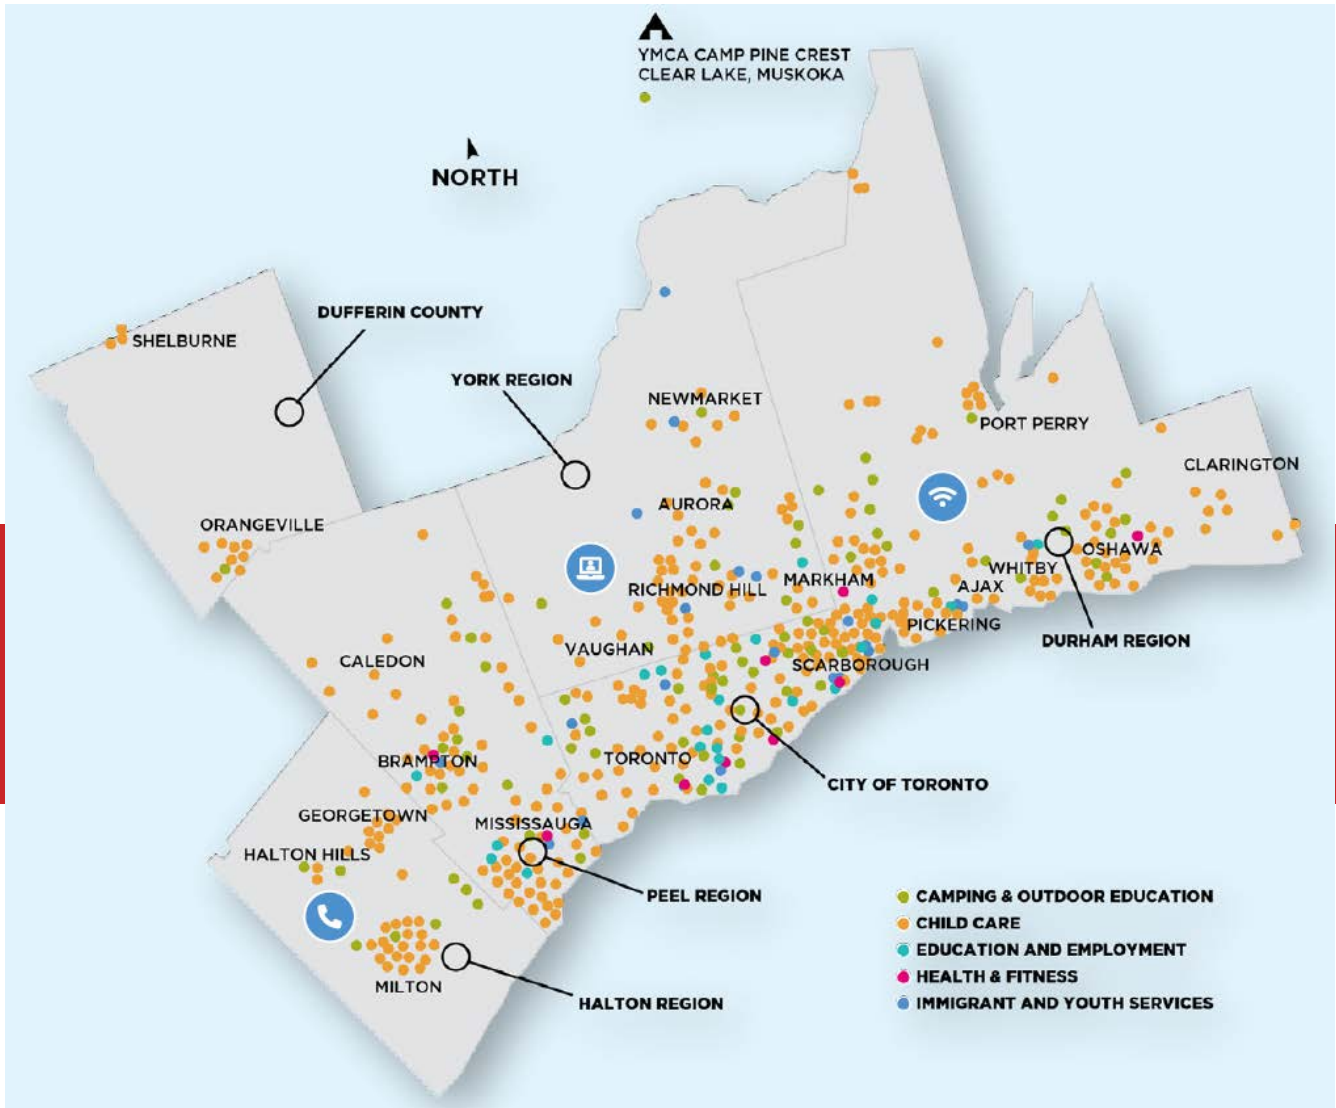 YMCA CAMP PINE CREST
CLEAR LAKE, MUSKOKA
NORTH
DUFFERIN COUNTY
SHELBURNE
YORK REGION
NEWMARKET
PORT PERRY
CLARINGTON
ORANGEVILLE
AURORA
OSHAWA
WHITBY
MARKHAM
RICHMOND HILL
AJAX
PICKERING
DURHAM REGION
VAUGHAN
CALEDON
SCARBOROUGH
BRAMPTON
TORONTO
CITY OF TORONTO
GEORGETOWN
MISSISSAUGA
HALTON HILLS
PEEL REGION
MILTON
HALTON REGION
CAMPING & OUTDOOR EDUCATION
CHILD CARE
EDUCATION AND EMPLOYMENT
HEALTH & FITNESS
IMMIGRANT AND YOUTH SERVICES